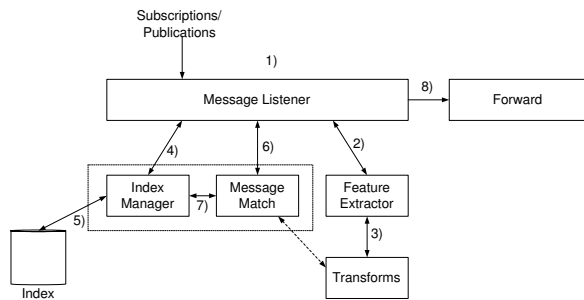 Subscriptions/
Publications
1)
Message Listener
8)
Forward
4)
6)
2)
Index
Manager
7)
Message
Match
Feature
Extractor
5)
3)
Index
Transforms